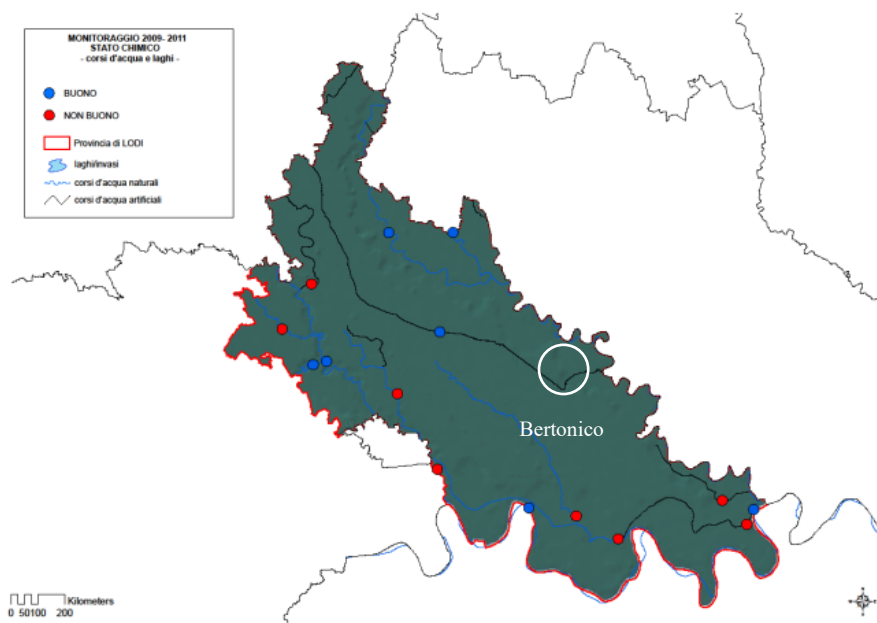 MONITORAGGIO 2009- 2011
STATO CHIMICO
- corsi d'acqua e laghi -
BUONO
NON BUONO
Provincia di LODI
laghi/invasi
corsi d'acqua naturali
corsi d'acqua artificiali
Bertonico
Kilometers
0 50100 200